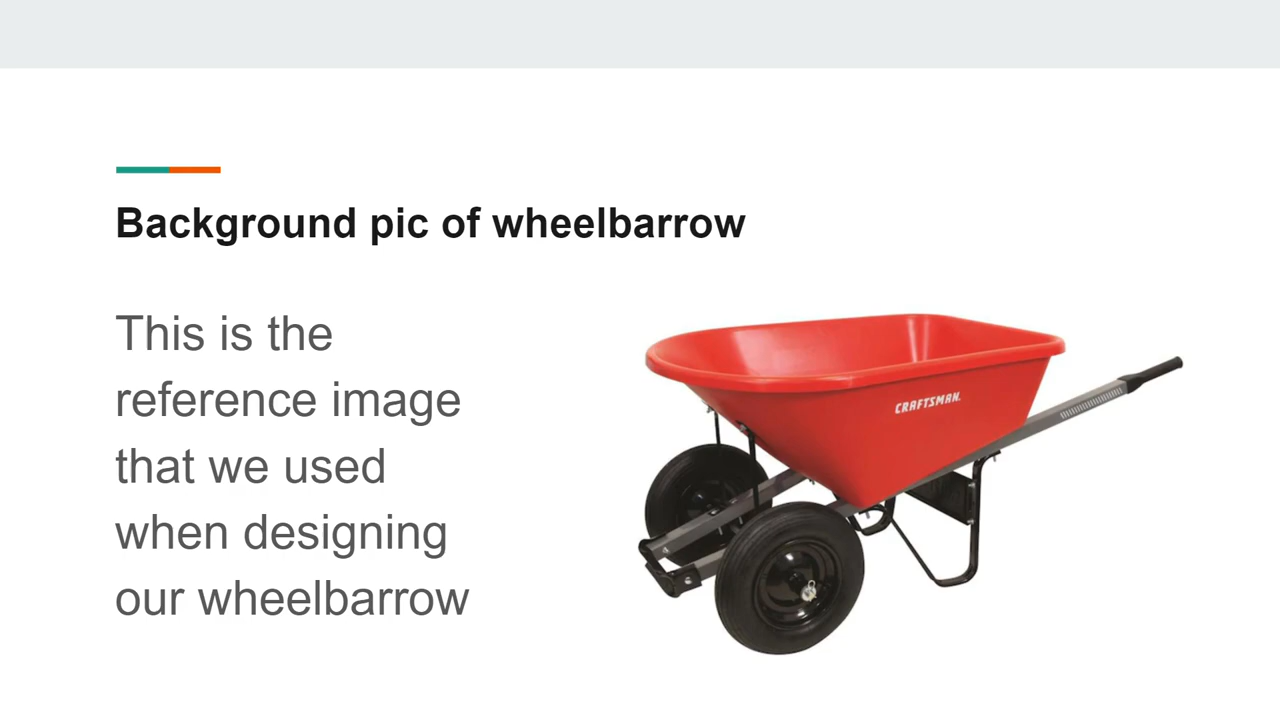 Background pic of wheelbarrow
This is the
reference image
that we used
when designing
our wheelbarrow
CRAFTSMAN.